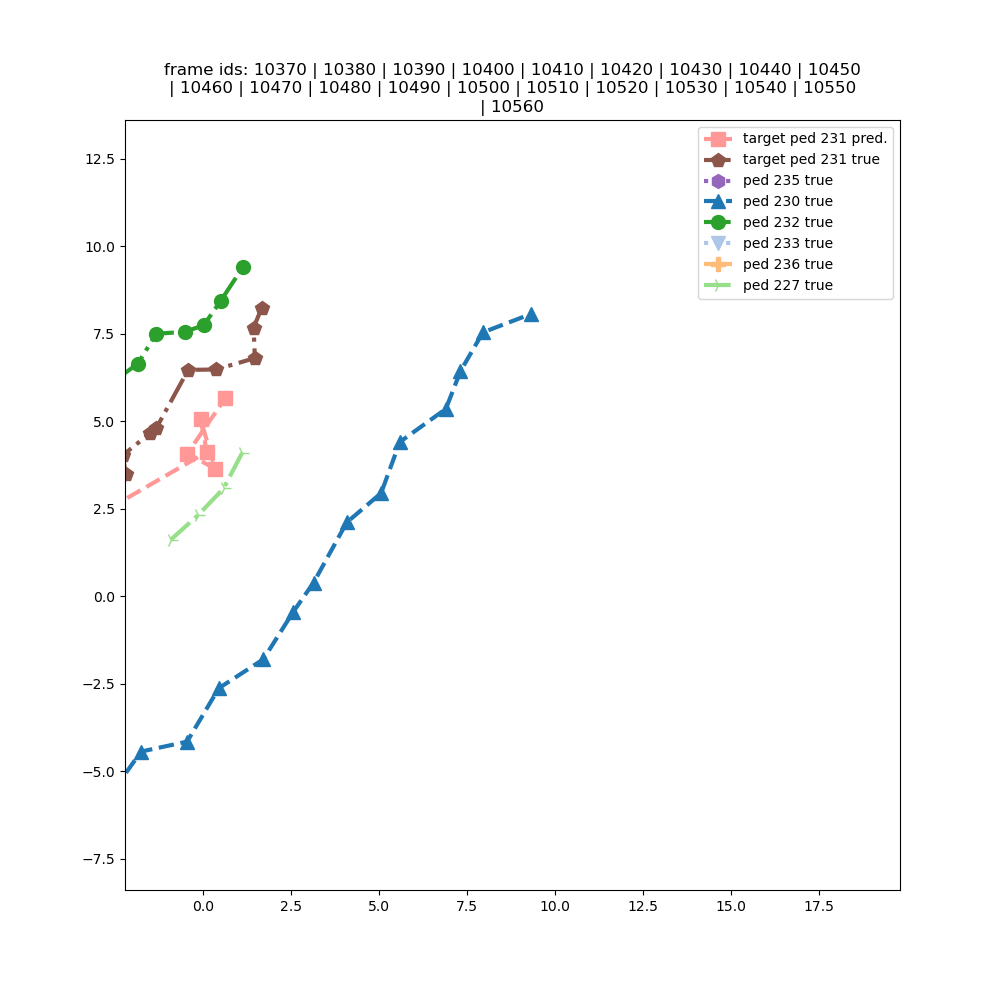 frame ids: 10370 | 10380 | 10390 | 10400 | 10410 | 10420 | 10430 | 10440 | 10450
| 10460 | 10470 | 10480 | 10490 | 10500 | 10510 | 10520 | 10530 | 10540 | 10550
| 10560
target ped 231 pred.
target ped 231 true
ped 235 true
ped 230 true
ped 232 true
ped 233 true
ped 236 true
ped 227 true
12.5
10.0
7.5
5.0
2.5
0.0
−2.5
−5.0
−7.5
0.0 2.5 5.0 7.5 10.0 12.5 15.0 17.5